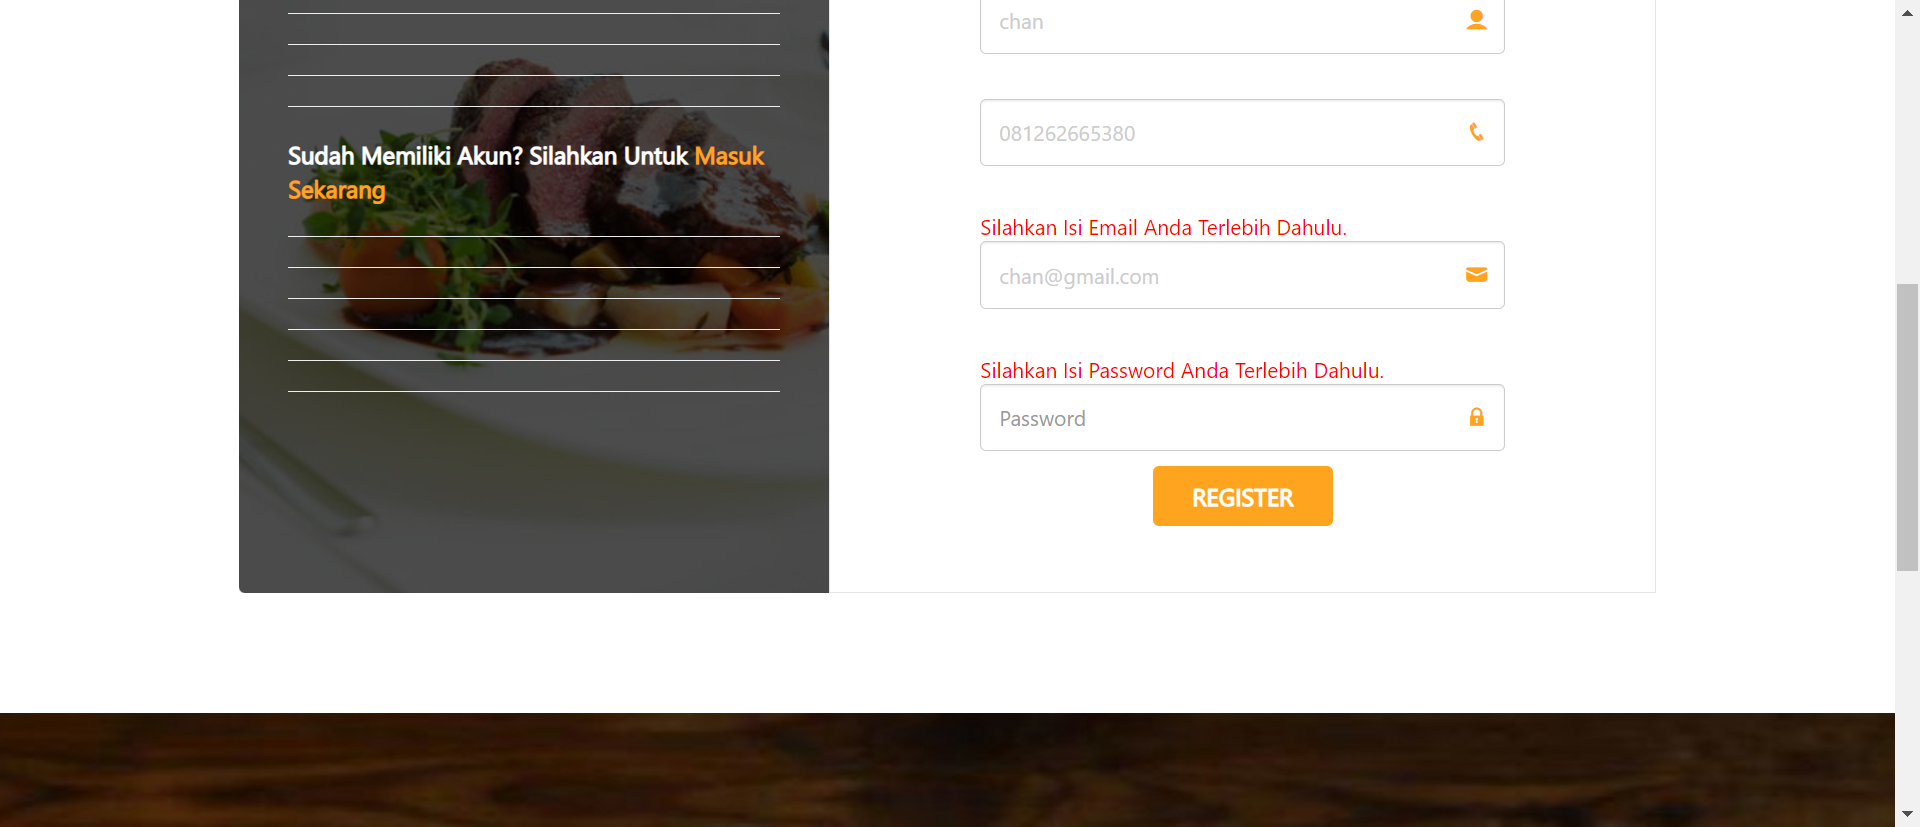 Sudah Memiliki Akun? Silahkan Untuk Masuk
Sekarang
chan
081262665380
Silahkan Isi Email Anda Terlebih Dahulu.
chan@gmail.com
Silahkan Isi Password Anda Terlebih Dahulu.
Password
REGISTER